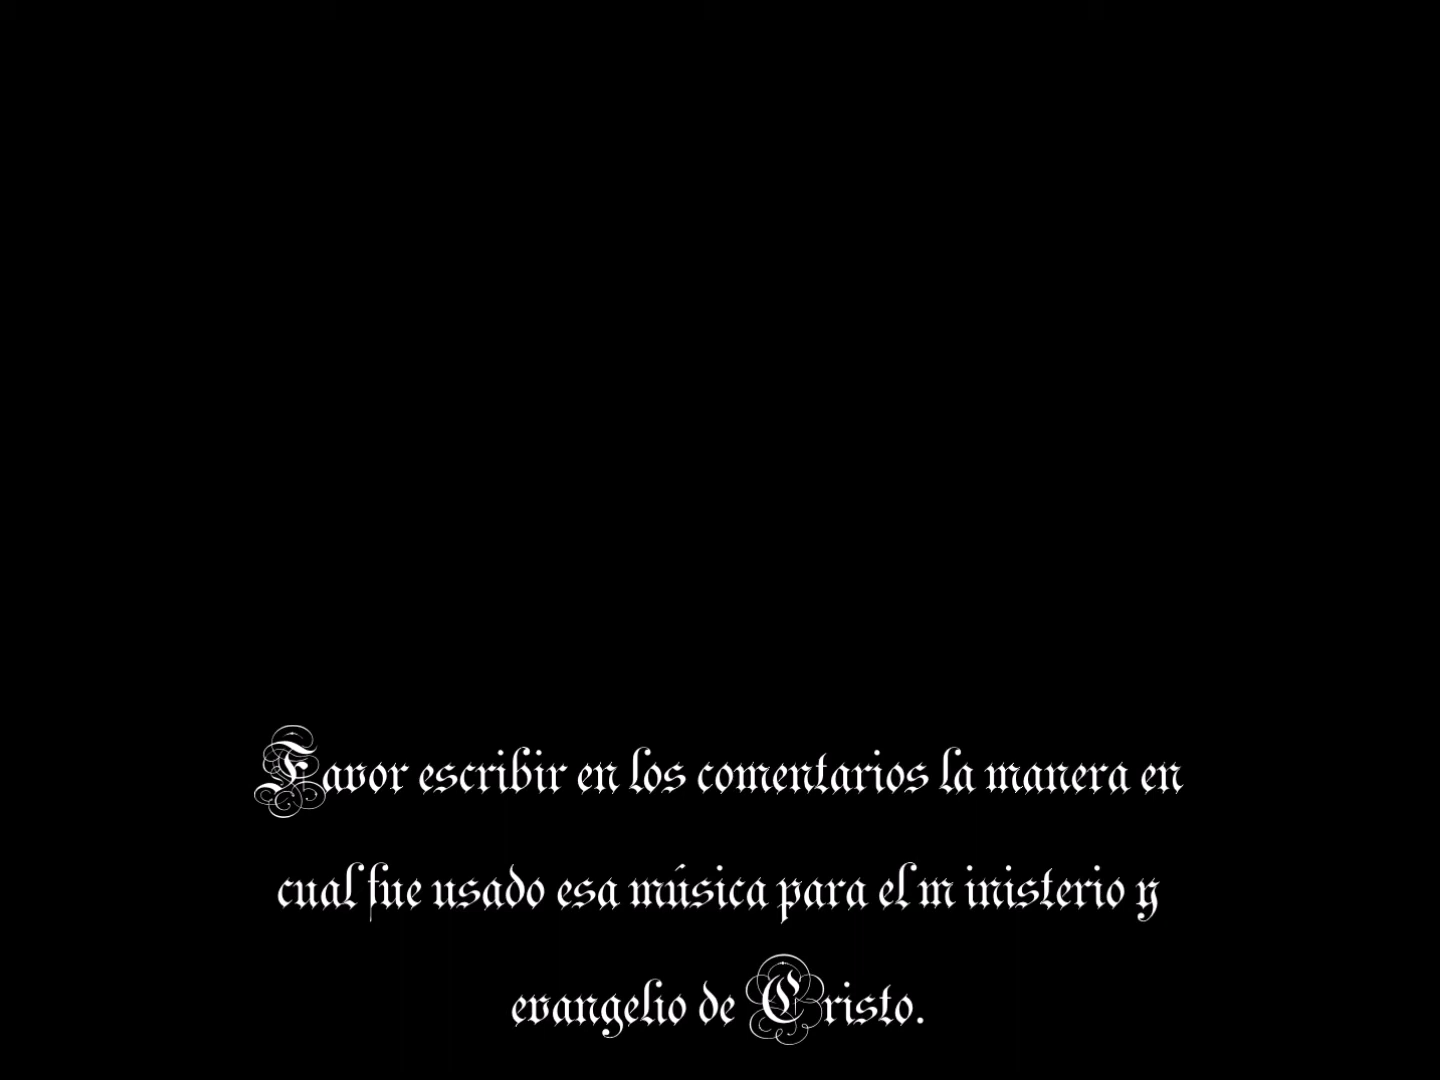 Favor escribir en los comentarios la manera en
cual fue usado esa música para el m inisterio y
evangelio de Cristo.